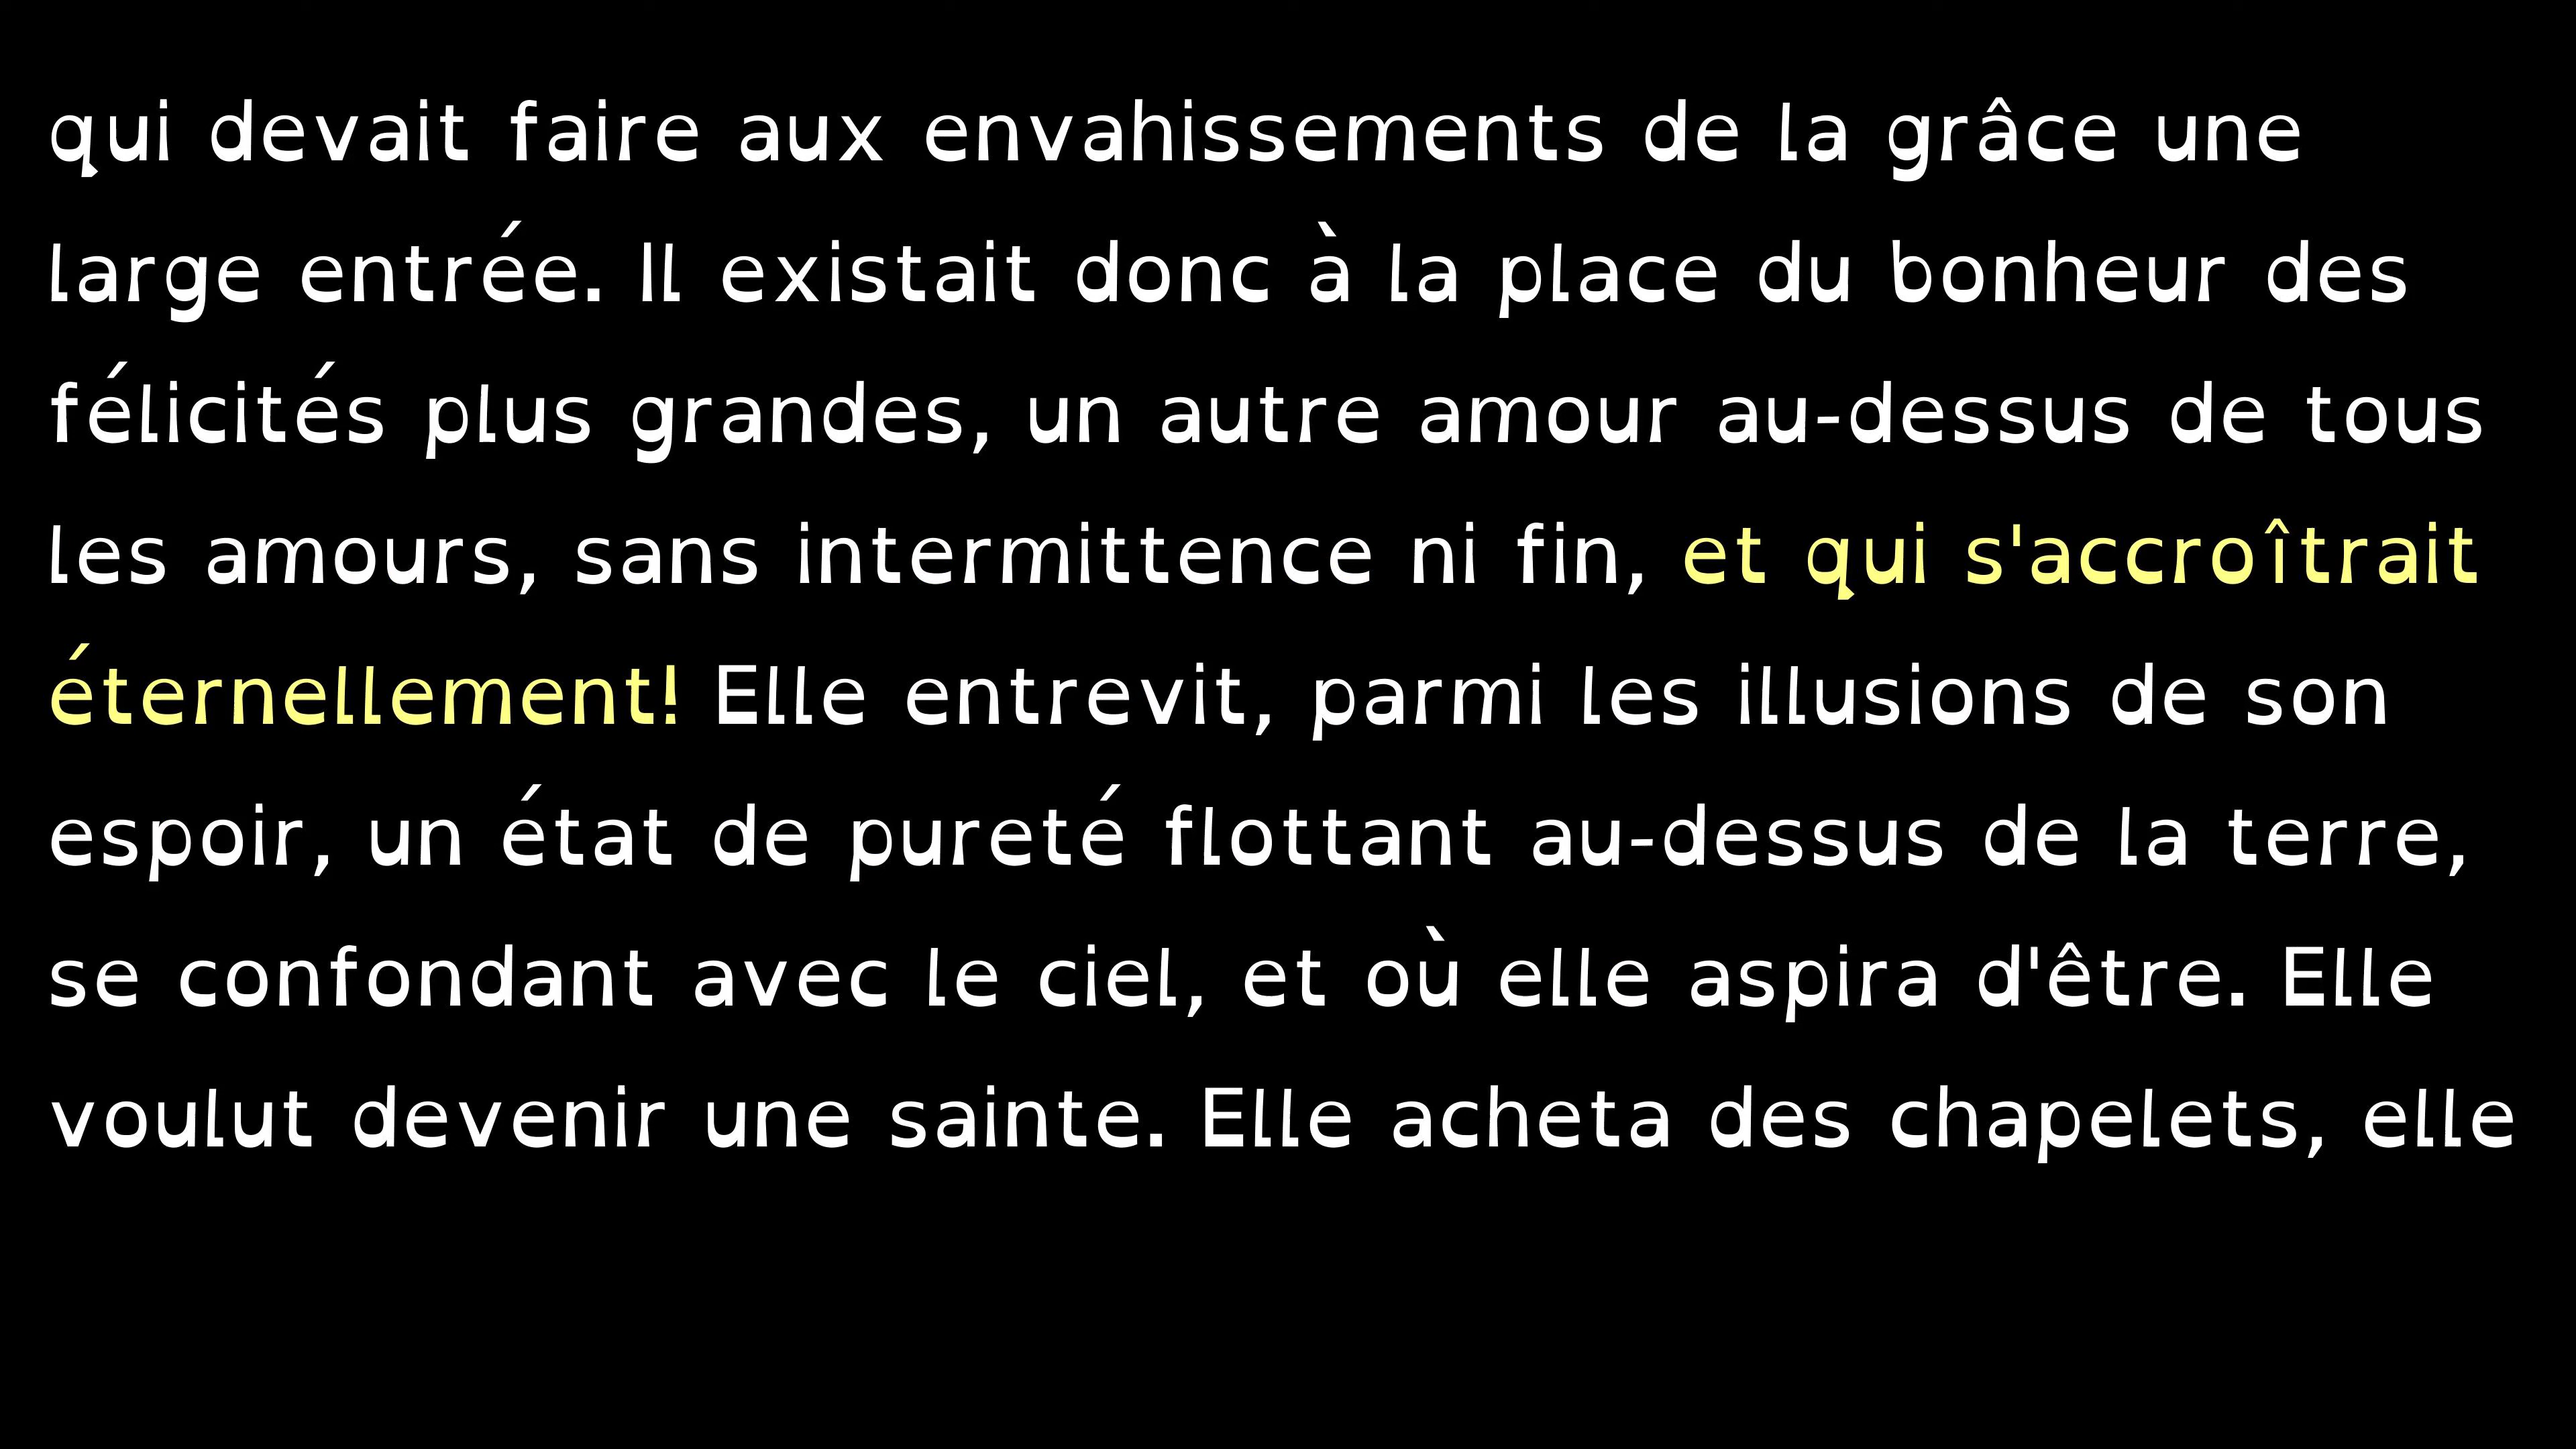 qui devait faire aux envahissements de la grâce une
large entrée. Il existait donc à la place du bonheur des
félicités plus grandes, un autre amour au-dessus de tous
les amours, sans intermittence ni fin, et qui s'accroîtrait
éternellement! Elle entrevit, parmi les illusions de son
espoir, un état de pureté flottant au-dessus de la terre,
se confondant avec le ciel, et où elle aspira d'être. Elle
voulut devenir une sainte. Elle acheta des chapelets, elle